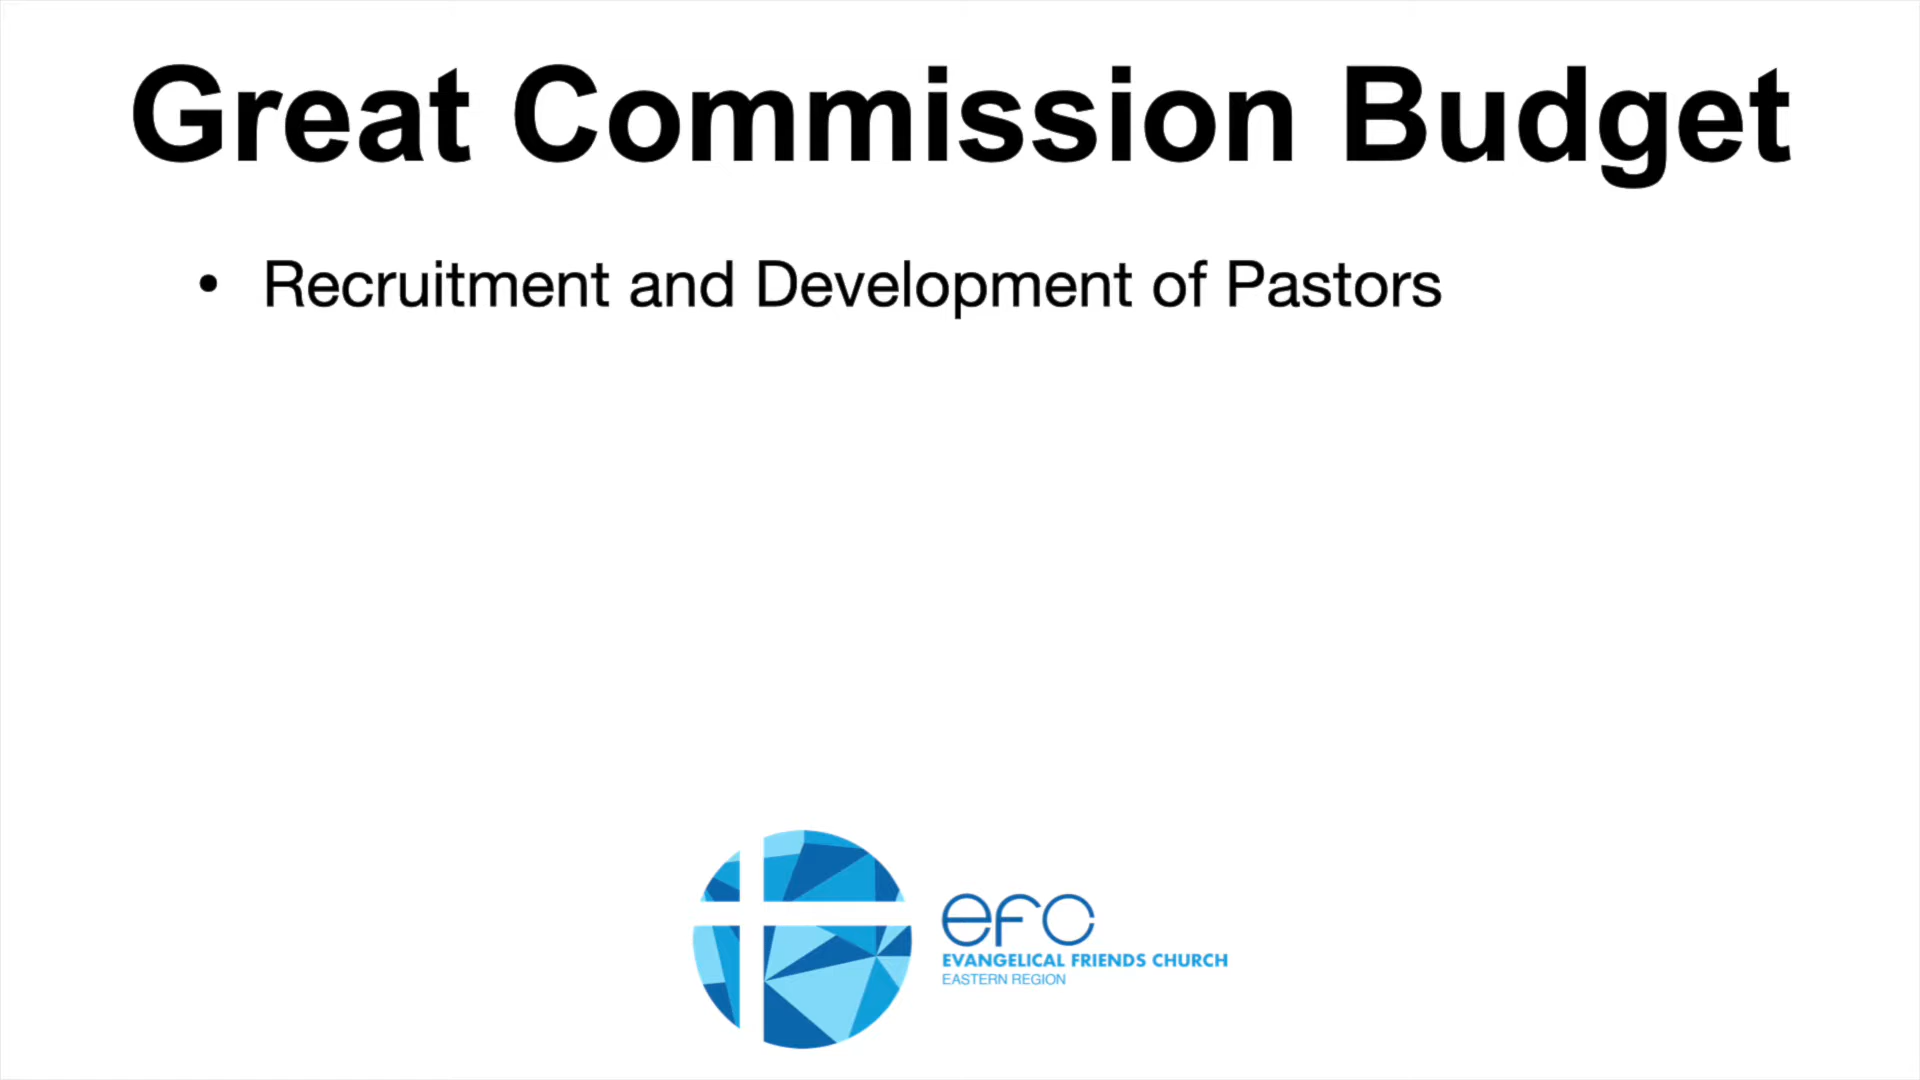 Great Commission Budget
• Recruitment and Development of Pastors
efc
EVANGELICAL FRIENDS CHURCH
EASTERN REGION